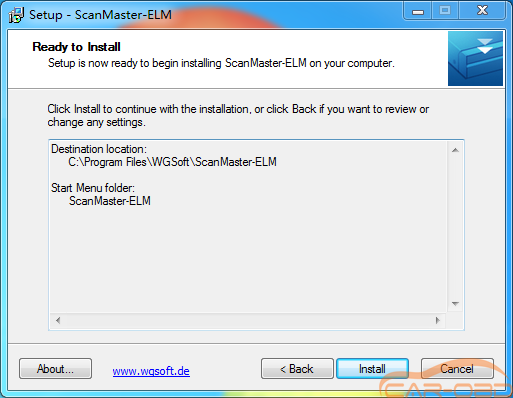 Setup - ScanMaster-ELM
Ready to Install
Setup is now ready to begin installing ScanMaster-ELM on your computer.
Click Install to continue with the installation, or click Back if you want to review or
change any settings.
Destination location:
C:\Program Files\WGSoft\ScanMaster-ELM
Start Menu folder:
ScanMaster-ELM
About...
www.wgsoft.de
< Back
Install
Cancel
CAR-OBD